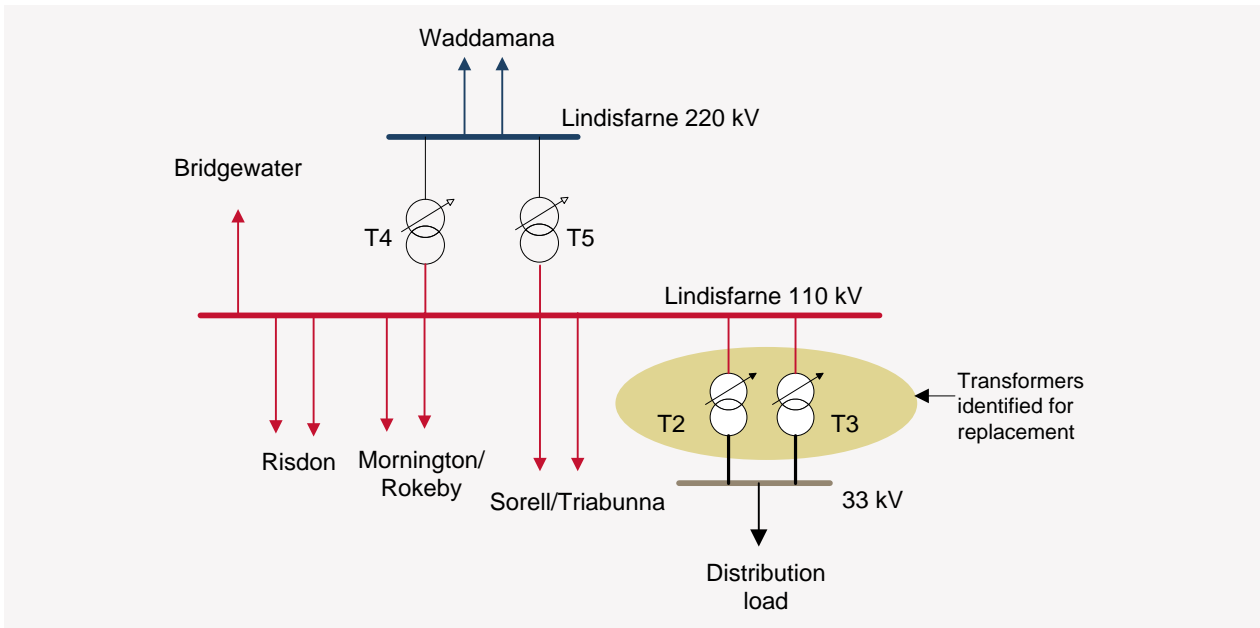 Waddamana
Lindisfarne 220 kV
Bridgewater
T4
T5
Lindisfarne 110 kV
Transformers
identified for
replacement
T2
T3
Risdon
Mornington/
Rokeby
Sorell/Triabunna
33 kV
Distribution
load